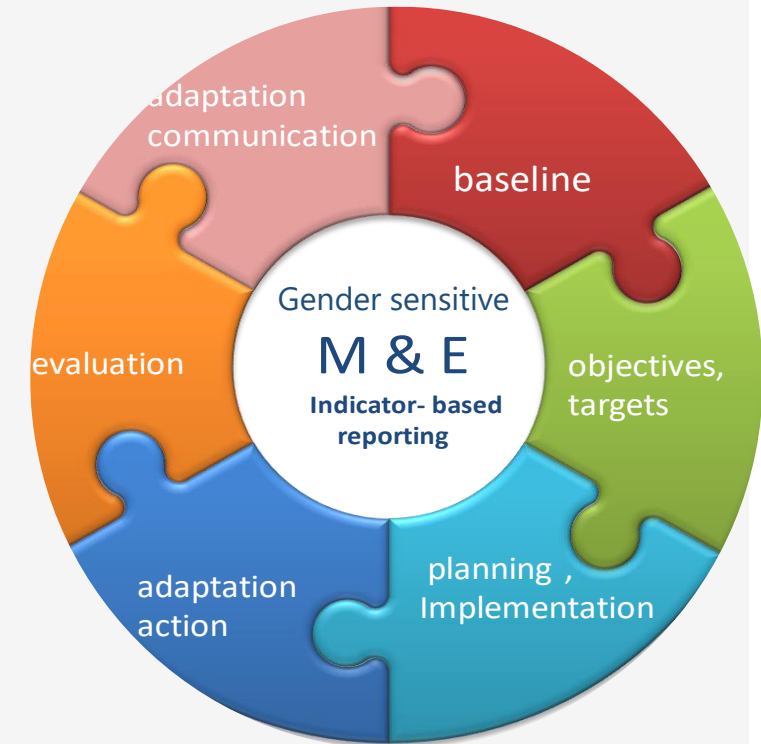 adaptation
communication
baseline
Gender sensitive
M & E
Indicator- based
reporting
evaluation
objectives,
targets
planning ,
Implementation
adaptation
action